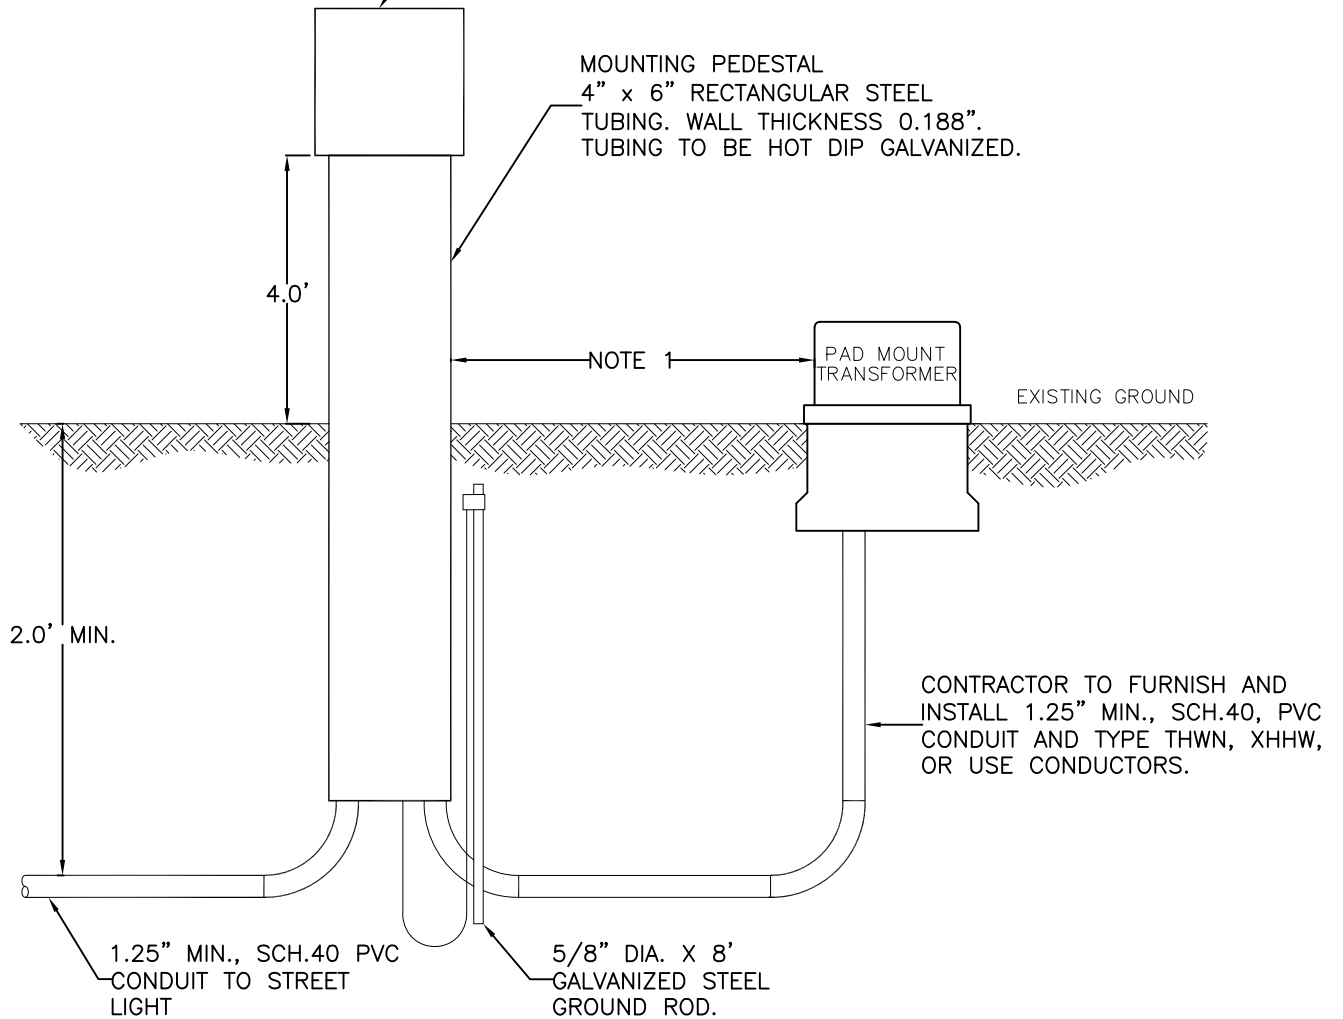 MOUNTING PEDESTAL
4” x 6” RECTANGULAR STEEL
TUBING. WALL THICKNESS 0.188”.
TUBING TO BE HOT DIP GALVANIZED.
4.0’
NOTE 1
PAD MOUNT
TRANSFORMER
EXISTING GROUND
2.0’ MIN.
CONTRACTOR TO FURNISH AND
INSTALL 1.25” MIN., SCH.40, PVC
CONDUIT AND TYPE THWN, XHHW,
OR USE CONDUCTORS.
1.25” MIN., SCH.40 PVC
CONDUIT TO STREET
LIGHT
5/8” DIA. X 8’
GALVANIZED STEEL
GROUND ROD.